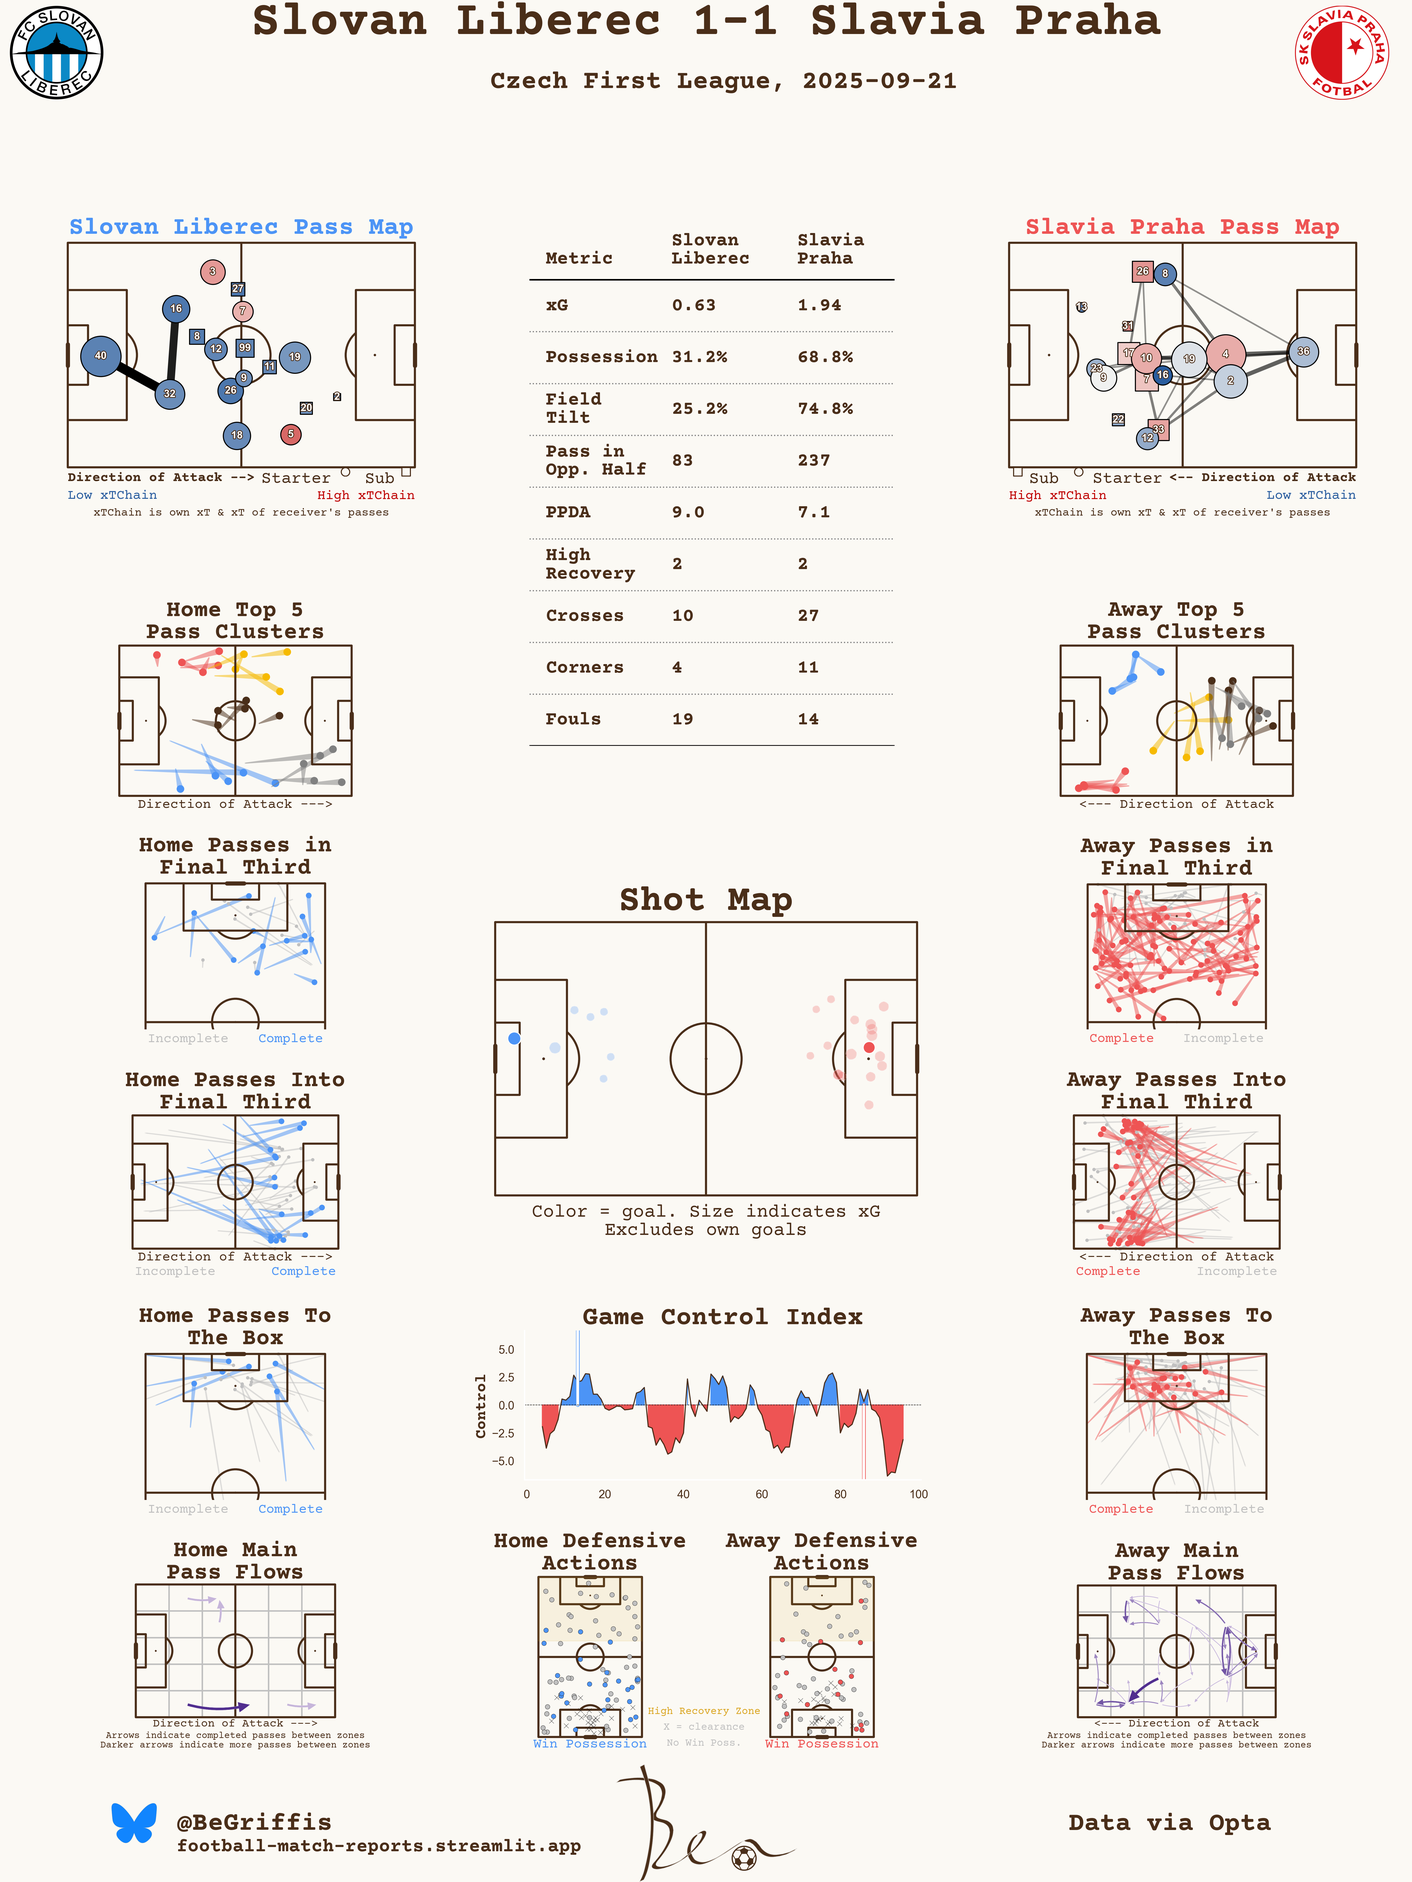 Slovan Liberec 1-1 Slavia Praha
Czech First League, 2025-09-21
FC SLOVAN
LIBEREC
SK SLAVIA PRAHA
FOTBAL
Slovan Liberec Pass Map
3
27
7
16
8
12
99
19
40
11
9
32
26
20
2
18
5
Direction of Attack --> Starter Sub
Low xTChain High xTChain
xTChain is own xT & xT of receiver's passes
Metric Slovan Liberec Slavia Praha
xG 0.63 1.94
Possession 31.2% 68.8%
Field Tilt 25.2% 74.8%
Pass in Opp. Half 83 237
PPDA 9.0 7.1
High Recovery 2 2
Crosses 10 27
Corners 4 11
Fouls 19 14
Slavia Praha Pass Map
26
8
13
31
17
10
19
4
36
23
9
7
16
2
22
33
12
Sub Starter <-- Direction of Attack
High xTChain Low xTChain
xTChain is own xT & xT of receiver's passes
Home Top 5
Pass Clusters
Direction of Attack --->
Away Top 5
Pass Clusters
<--- Direction of Attack
Home Passes in
Final Third
Incomplete Complete
Shot Map
Color = goal. Size indicates xG
Excludes own goals
Away Passes in
Final Third
Complete Incomplete
Home Passes Into
Final Third
Direction of Attack --->
Incomplete Complete
Away Passes Into
Final Third
<--- Direction of Attack
Complete Incomplete
Home Passes To
The Box
Incomplete Complete
Game Control Index
Control
5.0
2.5
0.0
−2.5
−5.0
0 20 40 60 80 100
Away Passes To
The Box
Complete Incomplete
Home Main
Pass Flows
Direction of Attack --->
Arrows indicate completed passes between zones
Darker arrows indicate more passes between zones
Home Defensive
Actions
Win Possession
High Recovery Zone
X = clearance
No Win Poss.
Away Defensive
Actions
Win Possession
Away Main
Pass Flows
<--- Direction of Attack
Arrows indicate completed passes between zones
Darker arrows indicate more passes between zones
@BeGriffis
football-match-reports.streamlit.app
Ben
Data via Opta